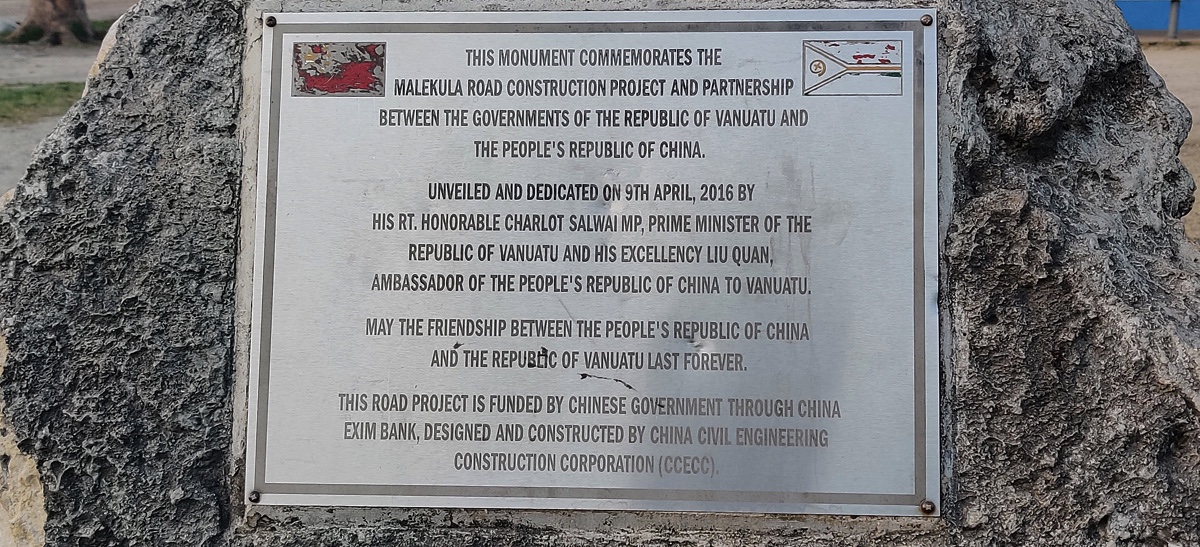 THIS MONUMENT COMMEMORATES THE
MALEKULA ROAD CONSTRUCTION PROJECT AND PARTNERSHIP
BETWEEN THE GOVERNMENTS OF THE REPUBLIC OF VANUATU AND
THE PEOPLE'S REPUBLIC OF CHINA.
UNVEILED AND DEDICATED ON 9TH APRIL, 2016 BY
HIS RT. HONORABLE CHARLOT SALWAI MP, PRIME MINISTER OF THE
REPUBLIC OF VANUATU AND HIS EXCELLENCY LIU QUAN,
AMBASSADOR OF THE PEOPLE'S REPUBLIC OF CHINA TO VANUATU.
MAY THE FRIENDSHIP BETWEEN THE PEOPLE'S REPUBLIC OF CHINA
AND THE REPUBLIC OF VANUATU LAST FOREVER.
THIS ROAD PROJECT IS FUNDED BY CHINESE GOVERNMENT THROUGH CHINA
EXIM BANK, DESIGNED AND CONSTRUCTED BY CHINA CIVIL ENGINEERING
CONSTRUCTION CORPORATION (CCECC).